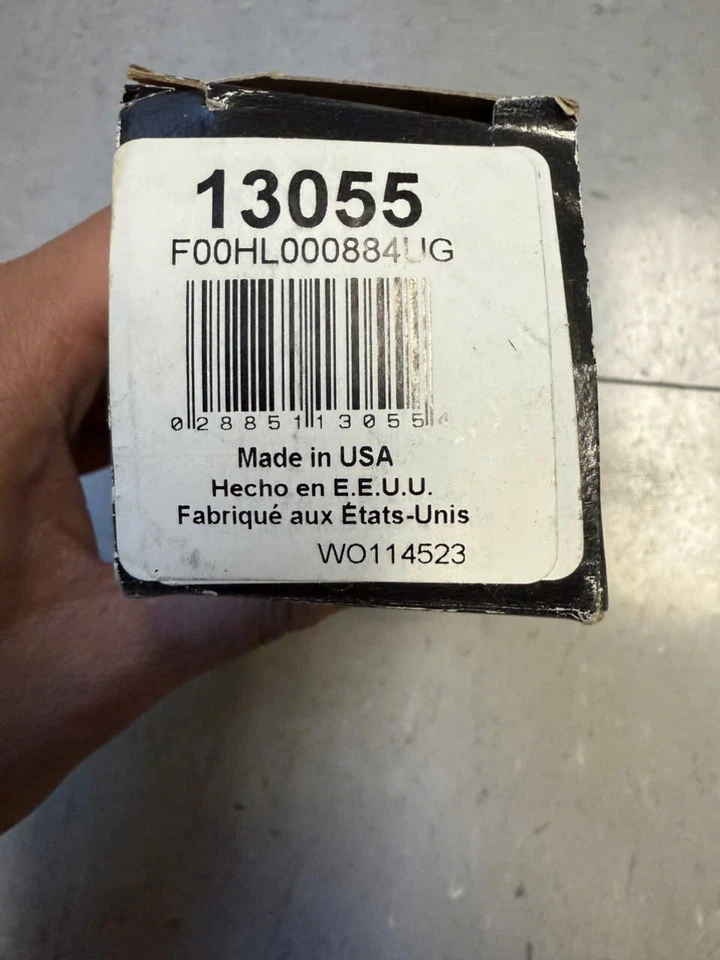 13055
F00HL000884UG
0 28851 13055 4
Made in USA
Hecho en E.E.U.U.
Fabriqué aux États-Unis
WO114523